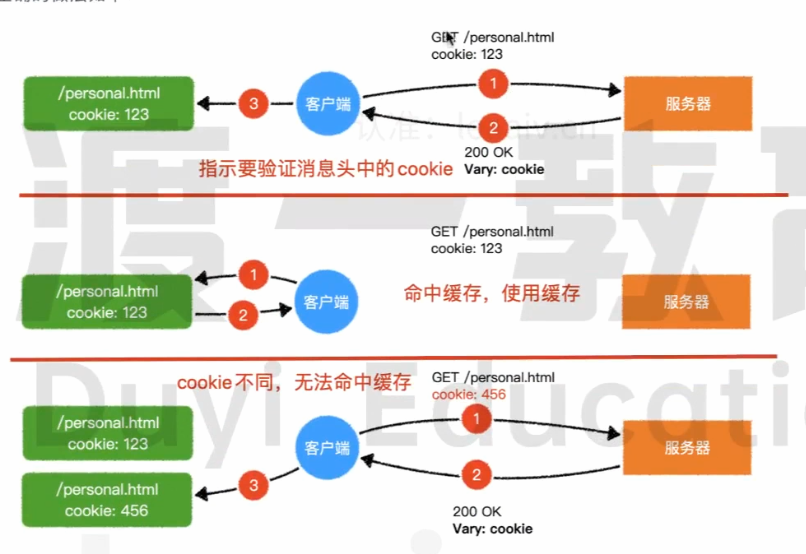 GET /personal.html
cookie: 123
/personal.html
cookie: 123
3
客户端
1
服务器
2
200 OK
Vary: cookie
指示要验证消息头中的cookie
GET /personal.html
cookie: 123
/personal.html
cookie: 123
1
2
客户端
命中缓存，使用缓存
服务器
cookie不同，无法命中缓存
GET /personal.html
cookie: 456
/personal.html
cookie: 123
客户端
1
服务器
2
/personal.html
cookie: 456
3
200 OK
Vary: cookie
渡一教育
Duyi Educati